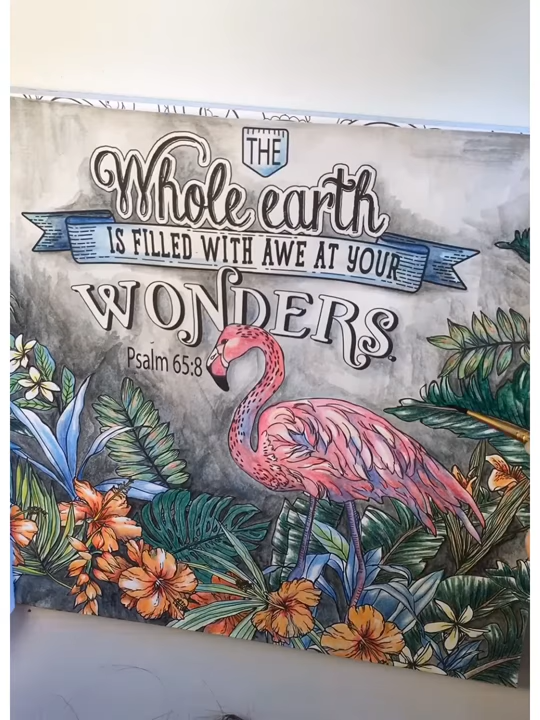 THE
Whole earth
IS FILLED WITH AWE AT YOUR
WONDERS.
Psalm 65:8